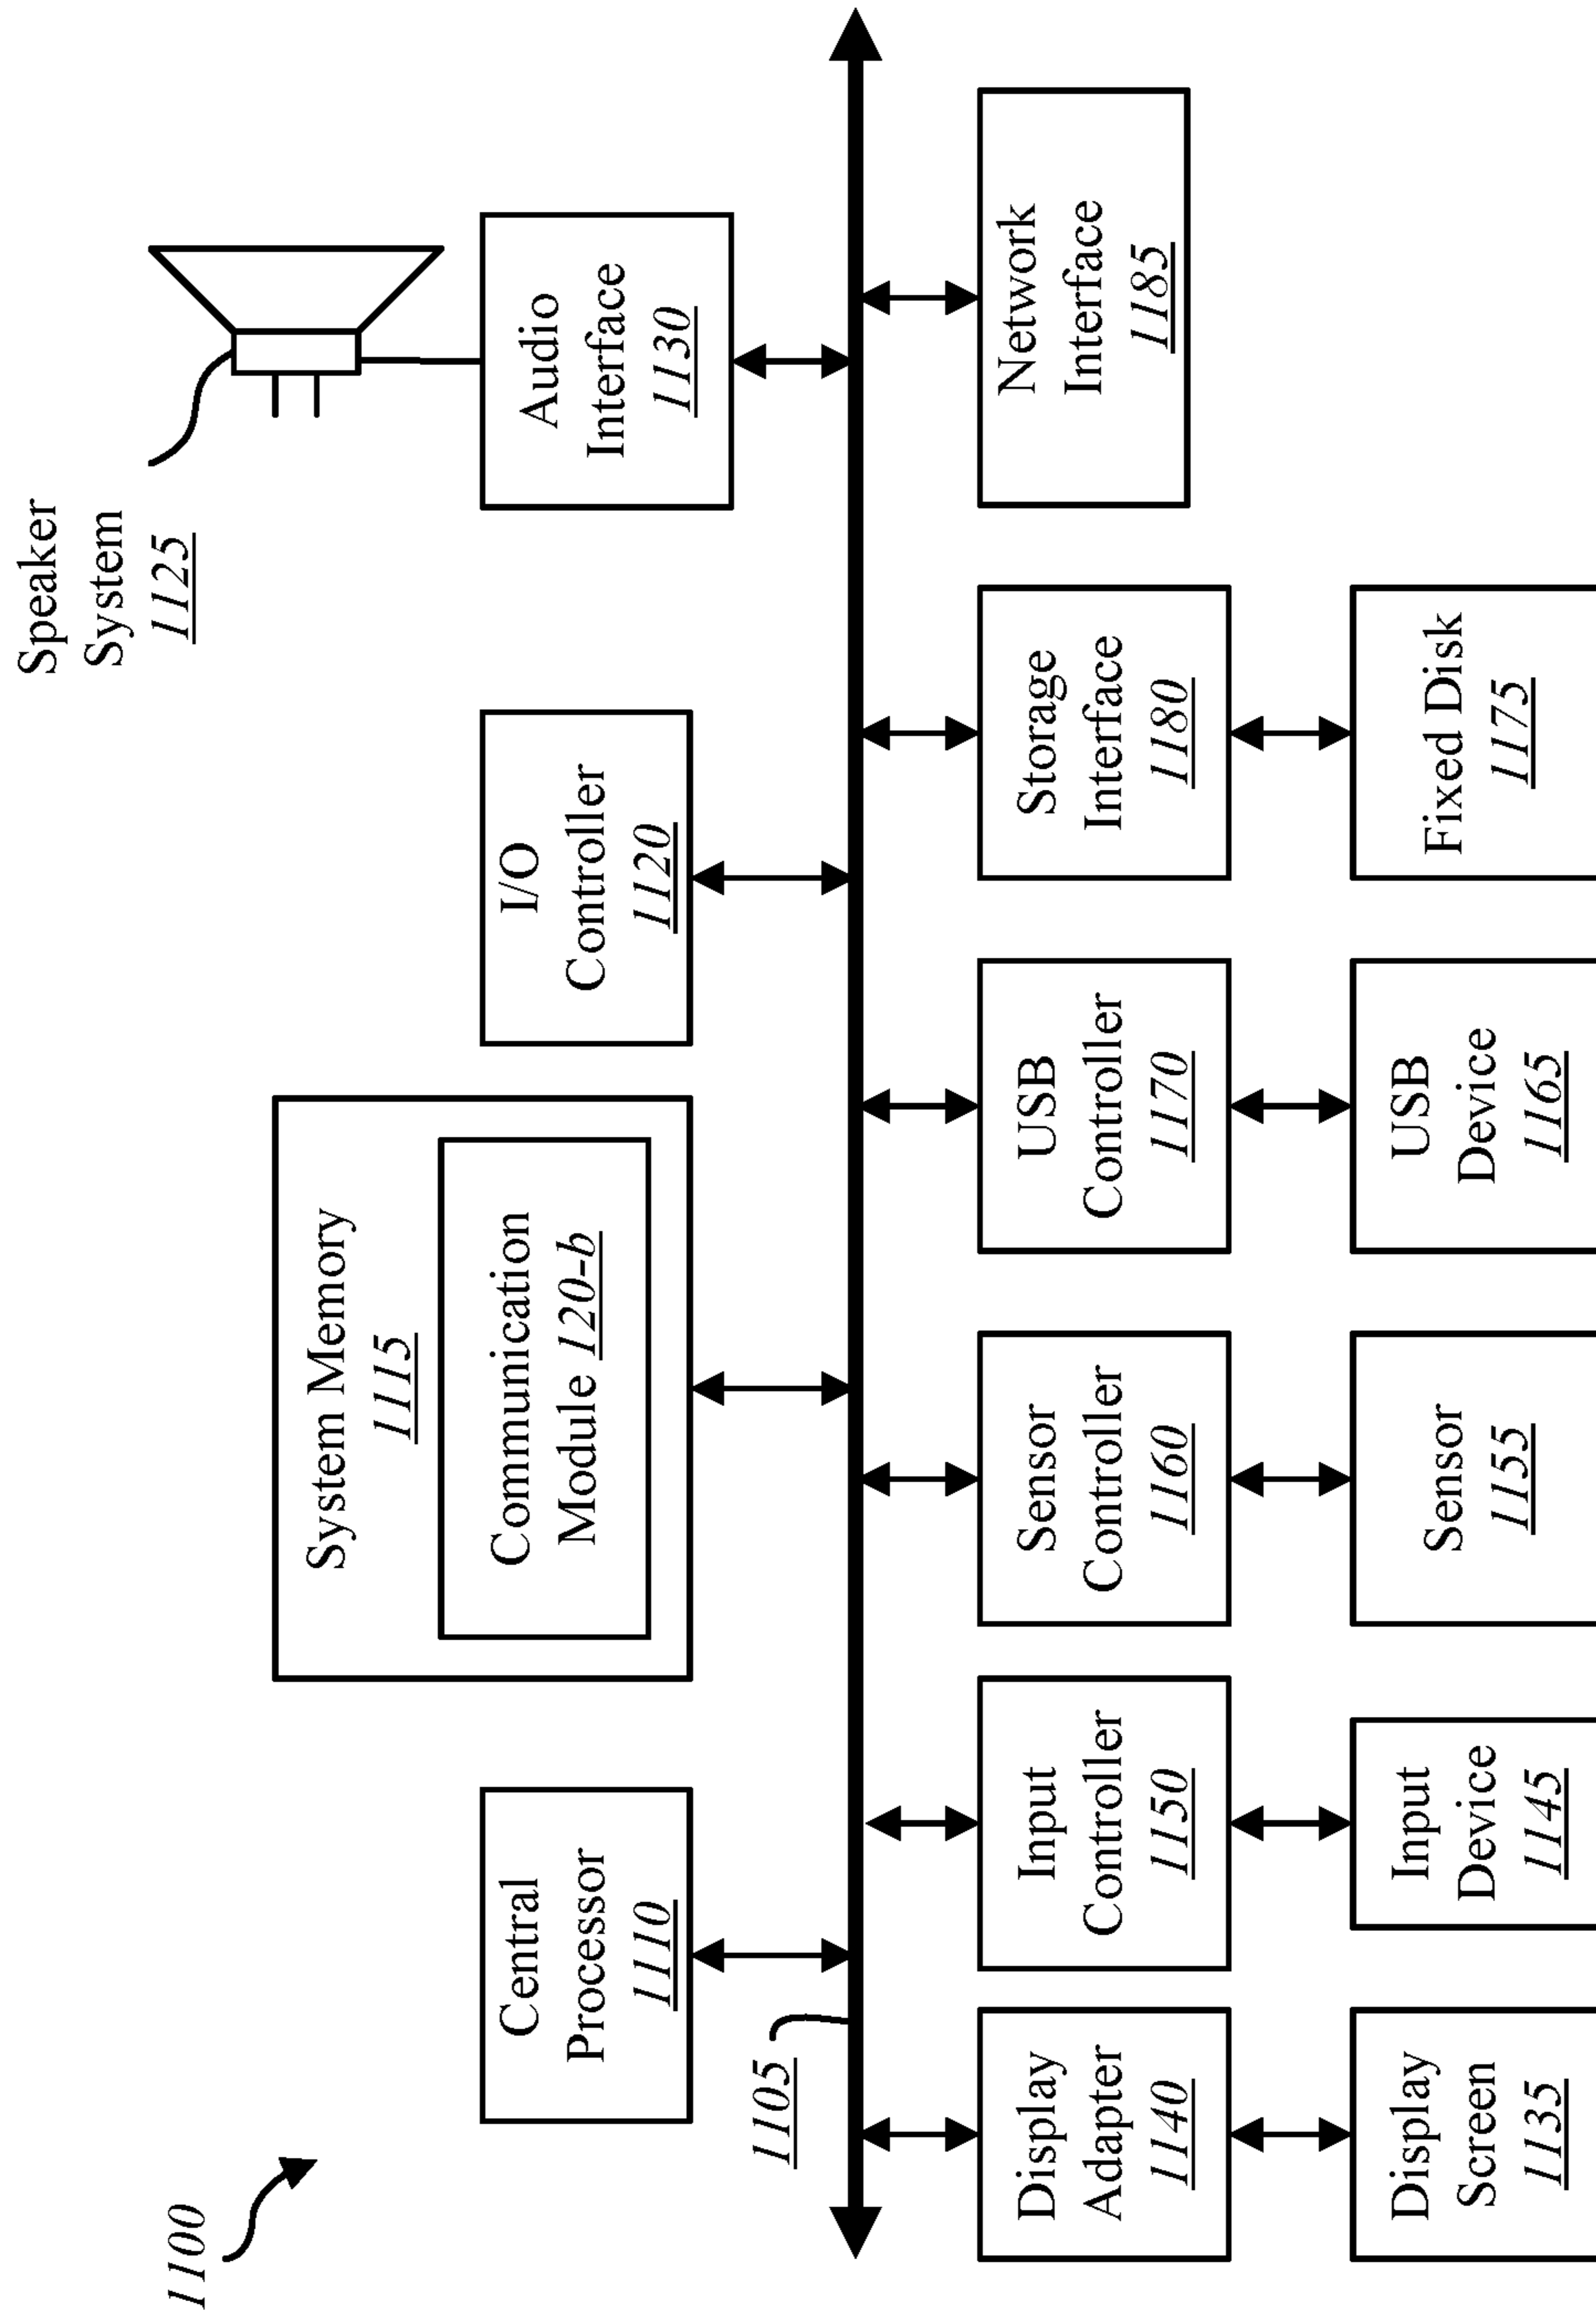 1100
Speaker
System
1125
System Memory
1115
Communication
Module 120-b
Central
Processor
1110
I/O
Controller
1120
Audio
Interface
1130
1105
Display
Adapter
1140
Input
Controller
1150
Sensor
Controller
1160
USB
Controller
1170
Storage
Interface
1180
Network
Interface
1185
Display
Screen
1135
Input
Device
1145
Sensor
1155
USB
Device
1165
Fixed Disk
1175